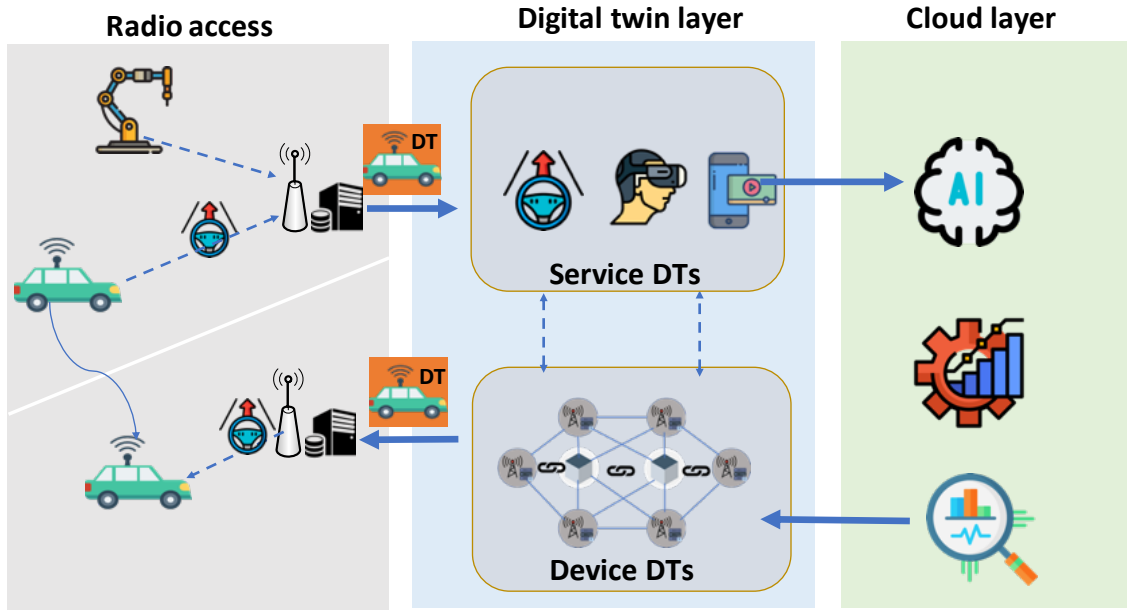 Radio access
Digital twin layer
Cloud layer
DT
AI
Service DTs
DT
Device DTs